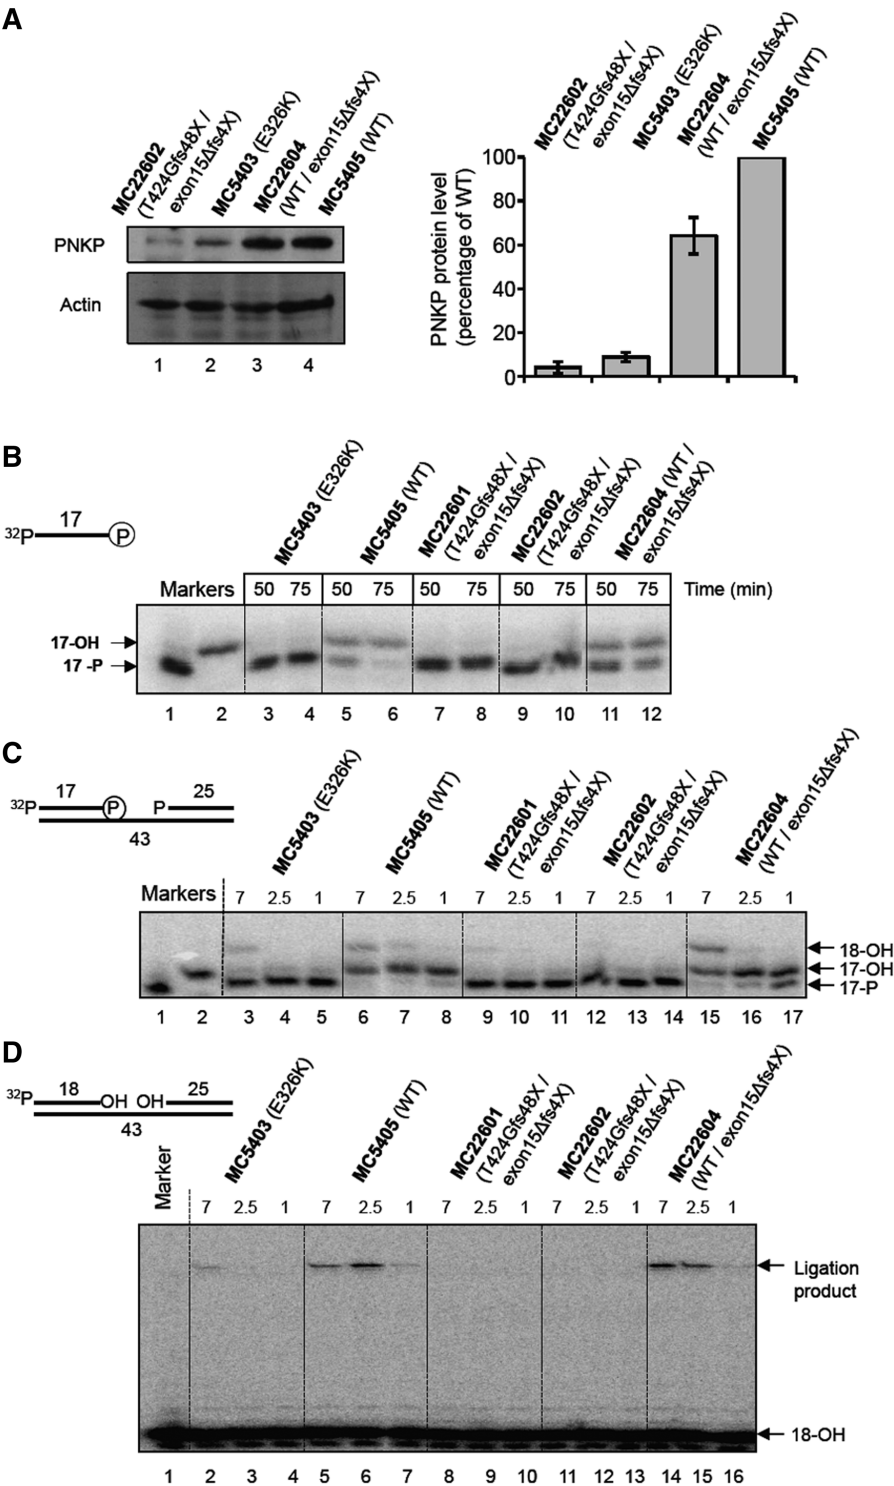 A
MC22602
(T424Gfs48X /
exon15Δfs4X)
MC5403 (E326K)
MC22604
(WT / exon15Δfs4X)
MC5405 (WT)
PNKP
Actin
1 2 3 4
MC22602
(T424Gfs48X /
exon15Δfs4X)
MC5403 (E326K)
MC22604
(WT / exon15Δfs4X)
MC5405 (WT)
PNKP protein level
(percentage of WT)
100
80
60
40
20
0
B
17
32P P
MC5403 (E326K)
MC5405 (WT)
MC22601
(T424Gfs48X /
exon15Δfs4X)
MC22602
(T424Gfs48X /
exon15Δfs4X)
MC22604 (WT /
exon15Δfs4X)
Markers 50 75 50 75 50 75 50 75 50 75 Time (min)
17-OH
17 -P
1 2 3 4 5 6 7 8 9 10 11 12
C
17 25
32P P P
43
MC5403 (E326K)
MC5405 (WT)
MC22601
(T424Gfs48X /
exon15Δfs4X)
MC22602
(T424Gfs48X /
exon15Δfs4X)
MC22604
(WT / exon15Δfs4X)
Markers 7 2.5 1 7 2.5 1 7 2.5 1 7 2.5 1 7 2.5 1
18-OH
17-OH
17-P
1 2 3 4 5 6 7 8 9 10 11 12 13 14 15 16 17
D
18 25
32P OH OH
43
Marker
MC5403 (E326K)
MC5405 (WT)
MC22601
(T424Gfs48X /
exon15Δfs4X)
MC22602
(T424Gfs48X /
exon15Δfs4X)
MC22604
(WT / exon15Δfs4X)
7 2.5 1 7 2.5 1 7 2.5 1 7 2.5 1 7 2.5 1
Ligation
product
18-OH
1 2 3 4 5 6 7 8 9 10 11 12 13 14 15 16